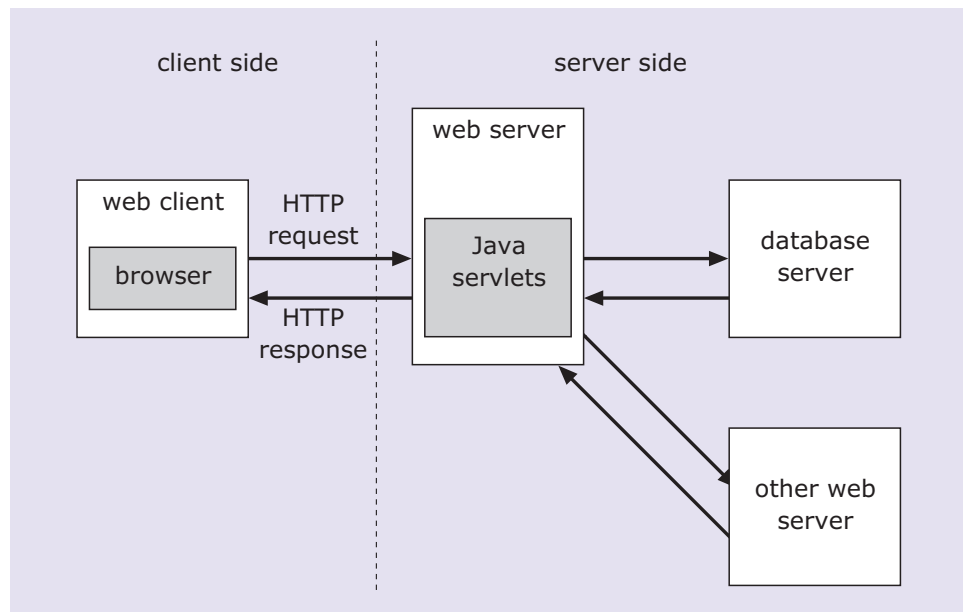 client side
server side
web server
web client
HTTP
request
browser
Java
servlets
database
server
HTTP
response
other web
server